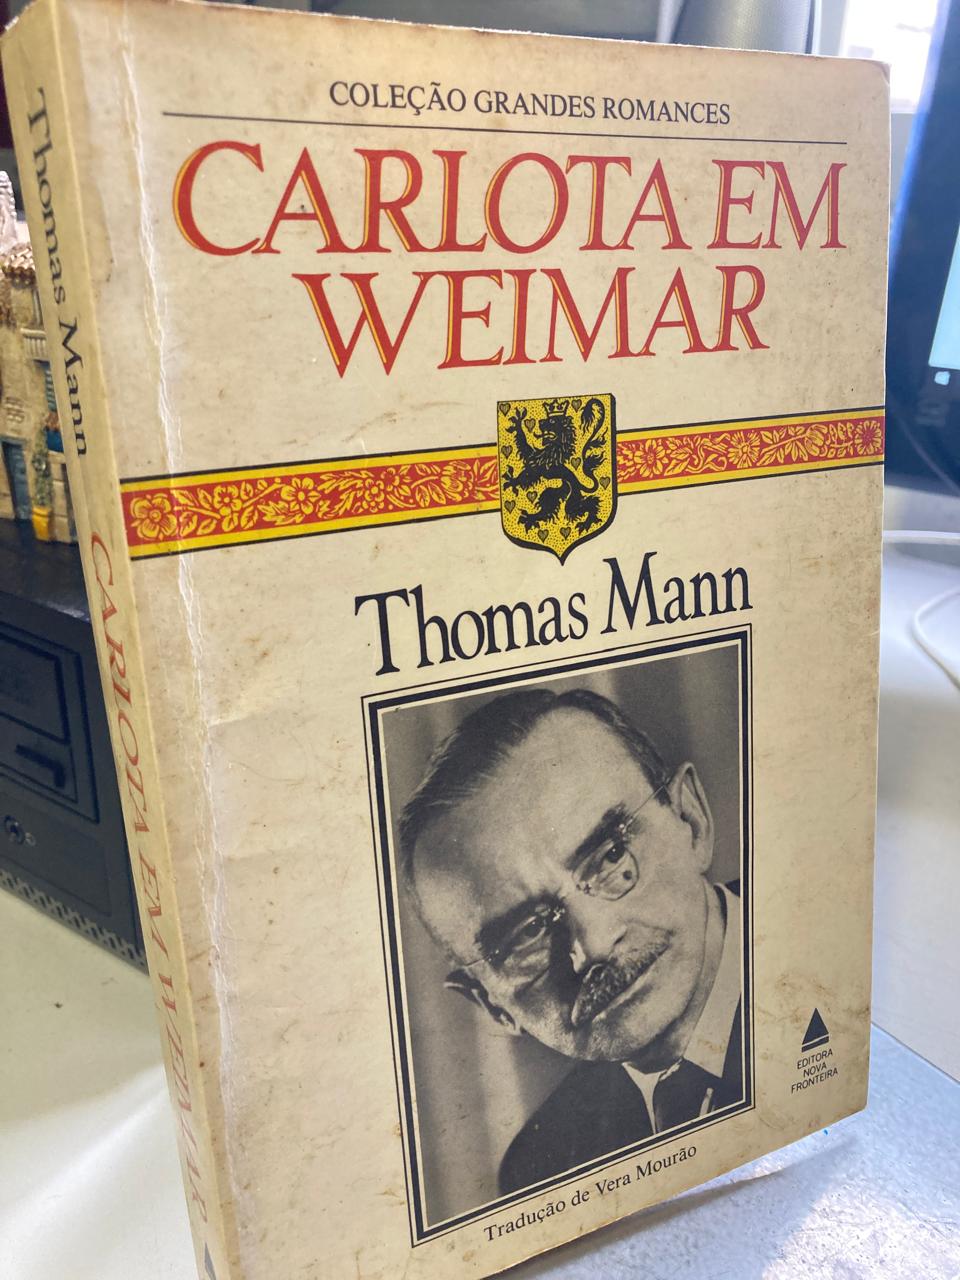 COLEÇÃO GRANDES ROMANCES
CARLOTA EM
WEIMAR
Thomas Mann
EDITORA
NOVA
FRONTEIRA
Tradução de Vera Mourão
Thomas Mann
CARLOTA EM WEIMAR